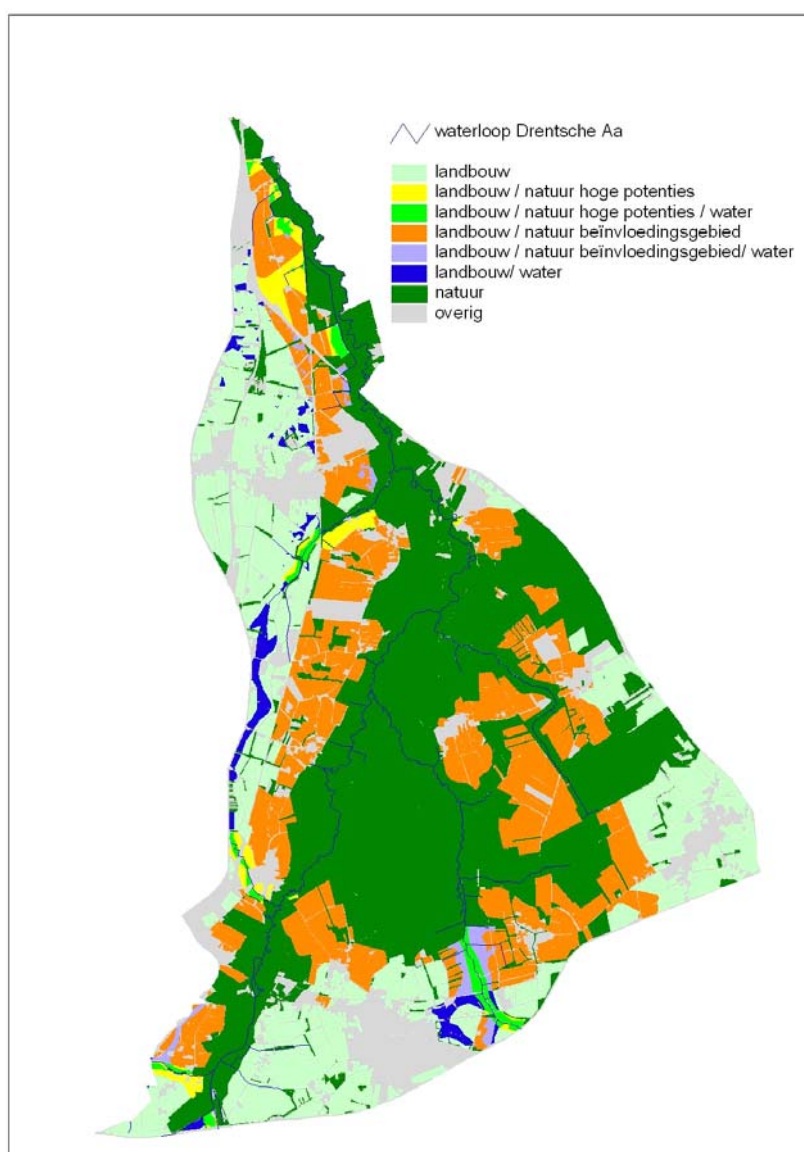 waterloop Drentsche Aa
landbouw
landbouw / natuur hoge potenties
landbouw / natuur hoge potenties / water
landbouw / natuur beïnvloedingsgebied
landbouw / natuur beïnvloedingsgebied/ water
landbouw/ water
natuur
overig